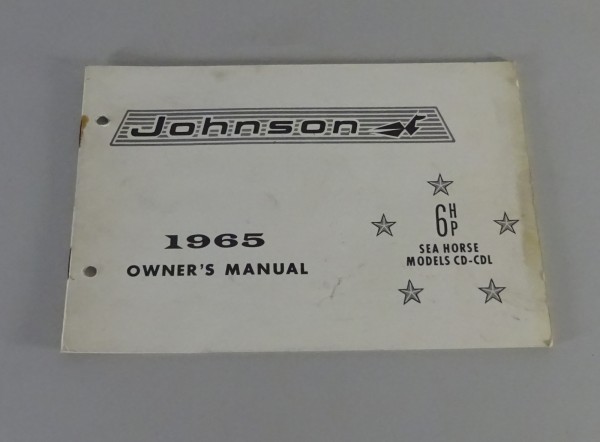 Johnson
1965
OWNER'S MANUAL
6 HP
SEA HORSE
MODELS CD-CDL